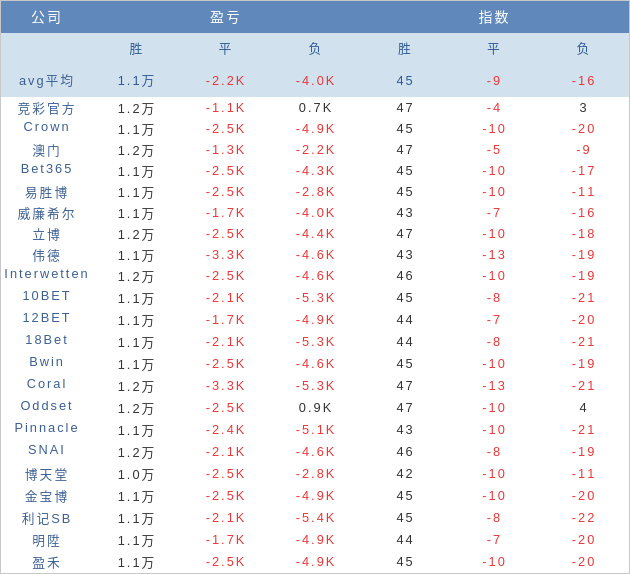 公司 盈亏 指数
胜 平 负 胜 平 负
avg平均 1.1万 -2.2K -4.0K 45 -9 -16
竞彩官方 1.2万 -1.1K 0.7K 47 -4 3
Crown 1.1万 -2.5K -4.9K 45 -10 -20
澳门 1.2万 -1.3K -2.2K 47 -5 -9
Bet365 1.1万 -2.5K -4.3K 45 -10 -17
易胜博 1.1万 -2.5K -2.8K 45 -10 -11
威廉希尔 1.1万 -1.7K -4.0K 43 -7 -16
立博 1.2万 -2.5K -4.4K 47 -10 -18
伟德 1.1万 -3.3K -4.6K 43 -13 -19
Interwetten 1.2万 -2.5K -4.6K 46 -10 -19
10BET 1.1万 -2.1K -5.3K 45 -8 -21
12BET 1.1万 -1.7K -4.9K 44 -7 -20
18Bet 1.1万 -2.1K -5.3K 44 -8 -21
Bwin 1.1万 -2.5K -4.6K 45 -10 -19
Coral 1.2万 -3.3K -5.3K 47 -13 -21
Oddset 1.2万 -2.5K 0.9K 47 -10 4
Pinnacle 1.1万 -2.4K -5.1K 43 -10 -21
SNAI 1.2万 -2.1K -4.6K 46 -8 -19
博天堂 1.0万 -2.5K -2.8K 42 -10 -11
金宝博 1.1万 -2.5K -4.9K 45 -10 -20
利记SB 1.1万 -2.1K -5.4K 45 -8 -22
明陞 1.1万 -1.7K -4.9K 44 -7 -20
盈禾 1.1万 -2.5K -4.9K 45 -10 -20